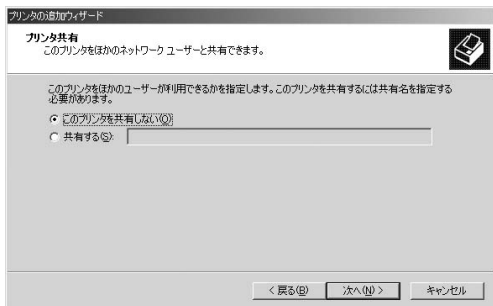 プリンタの追加ウィザード
プリンタ共有
このプリンタをほかのネットワーク ユーザーと共有できます。
このプリンタをほかのユーザーが利用できるかを指定します。このプリンタを共有するには共有名を指定する
必要があります。
このプリンタを共有しない(O)
共有する(S):
< 戻る(B)
次へ(N) >
キャンセル